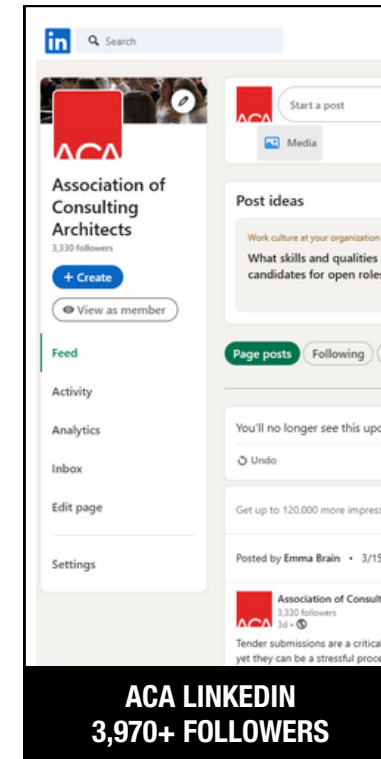 in
Search
ACA
Association of
Consulting
Architects
3,330 followers
+ Create
View as member
Feed
Activity
Analytics
Inbox
Edit page
Settings
ACA
Start a post
Media
Post ideas
Work culture at your organization
What skills and qualities
candidates for open roles
Page posts
Following
You'll no longer see this upd
Undo
Get up to 120,000 more impress
Posted by Emma Brain • 3/15
ACA
Association of Consult
3,330 followers
3d •
Tender submissions are a critical
yet they can be a stressful proce
ACA LINKEDIN
3,970+ FOLLOWERS